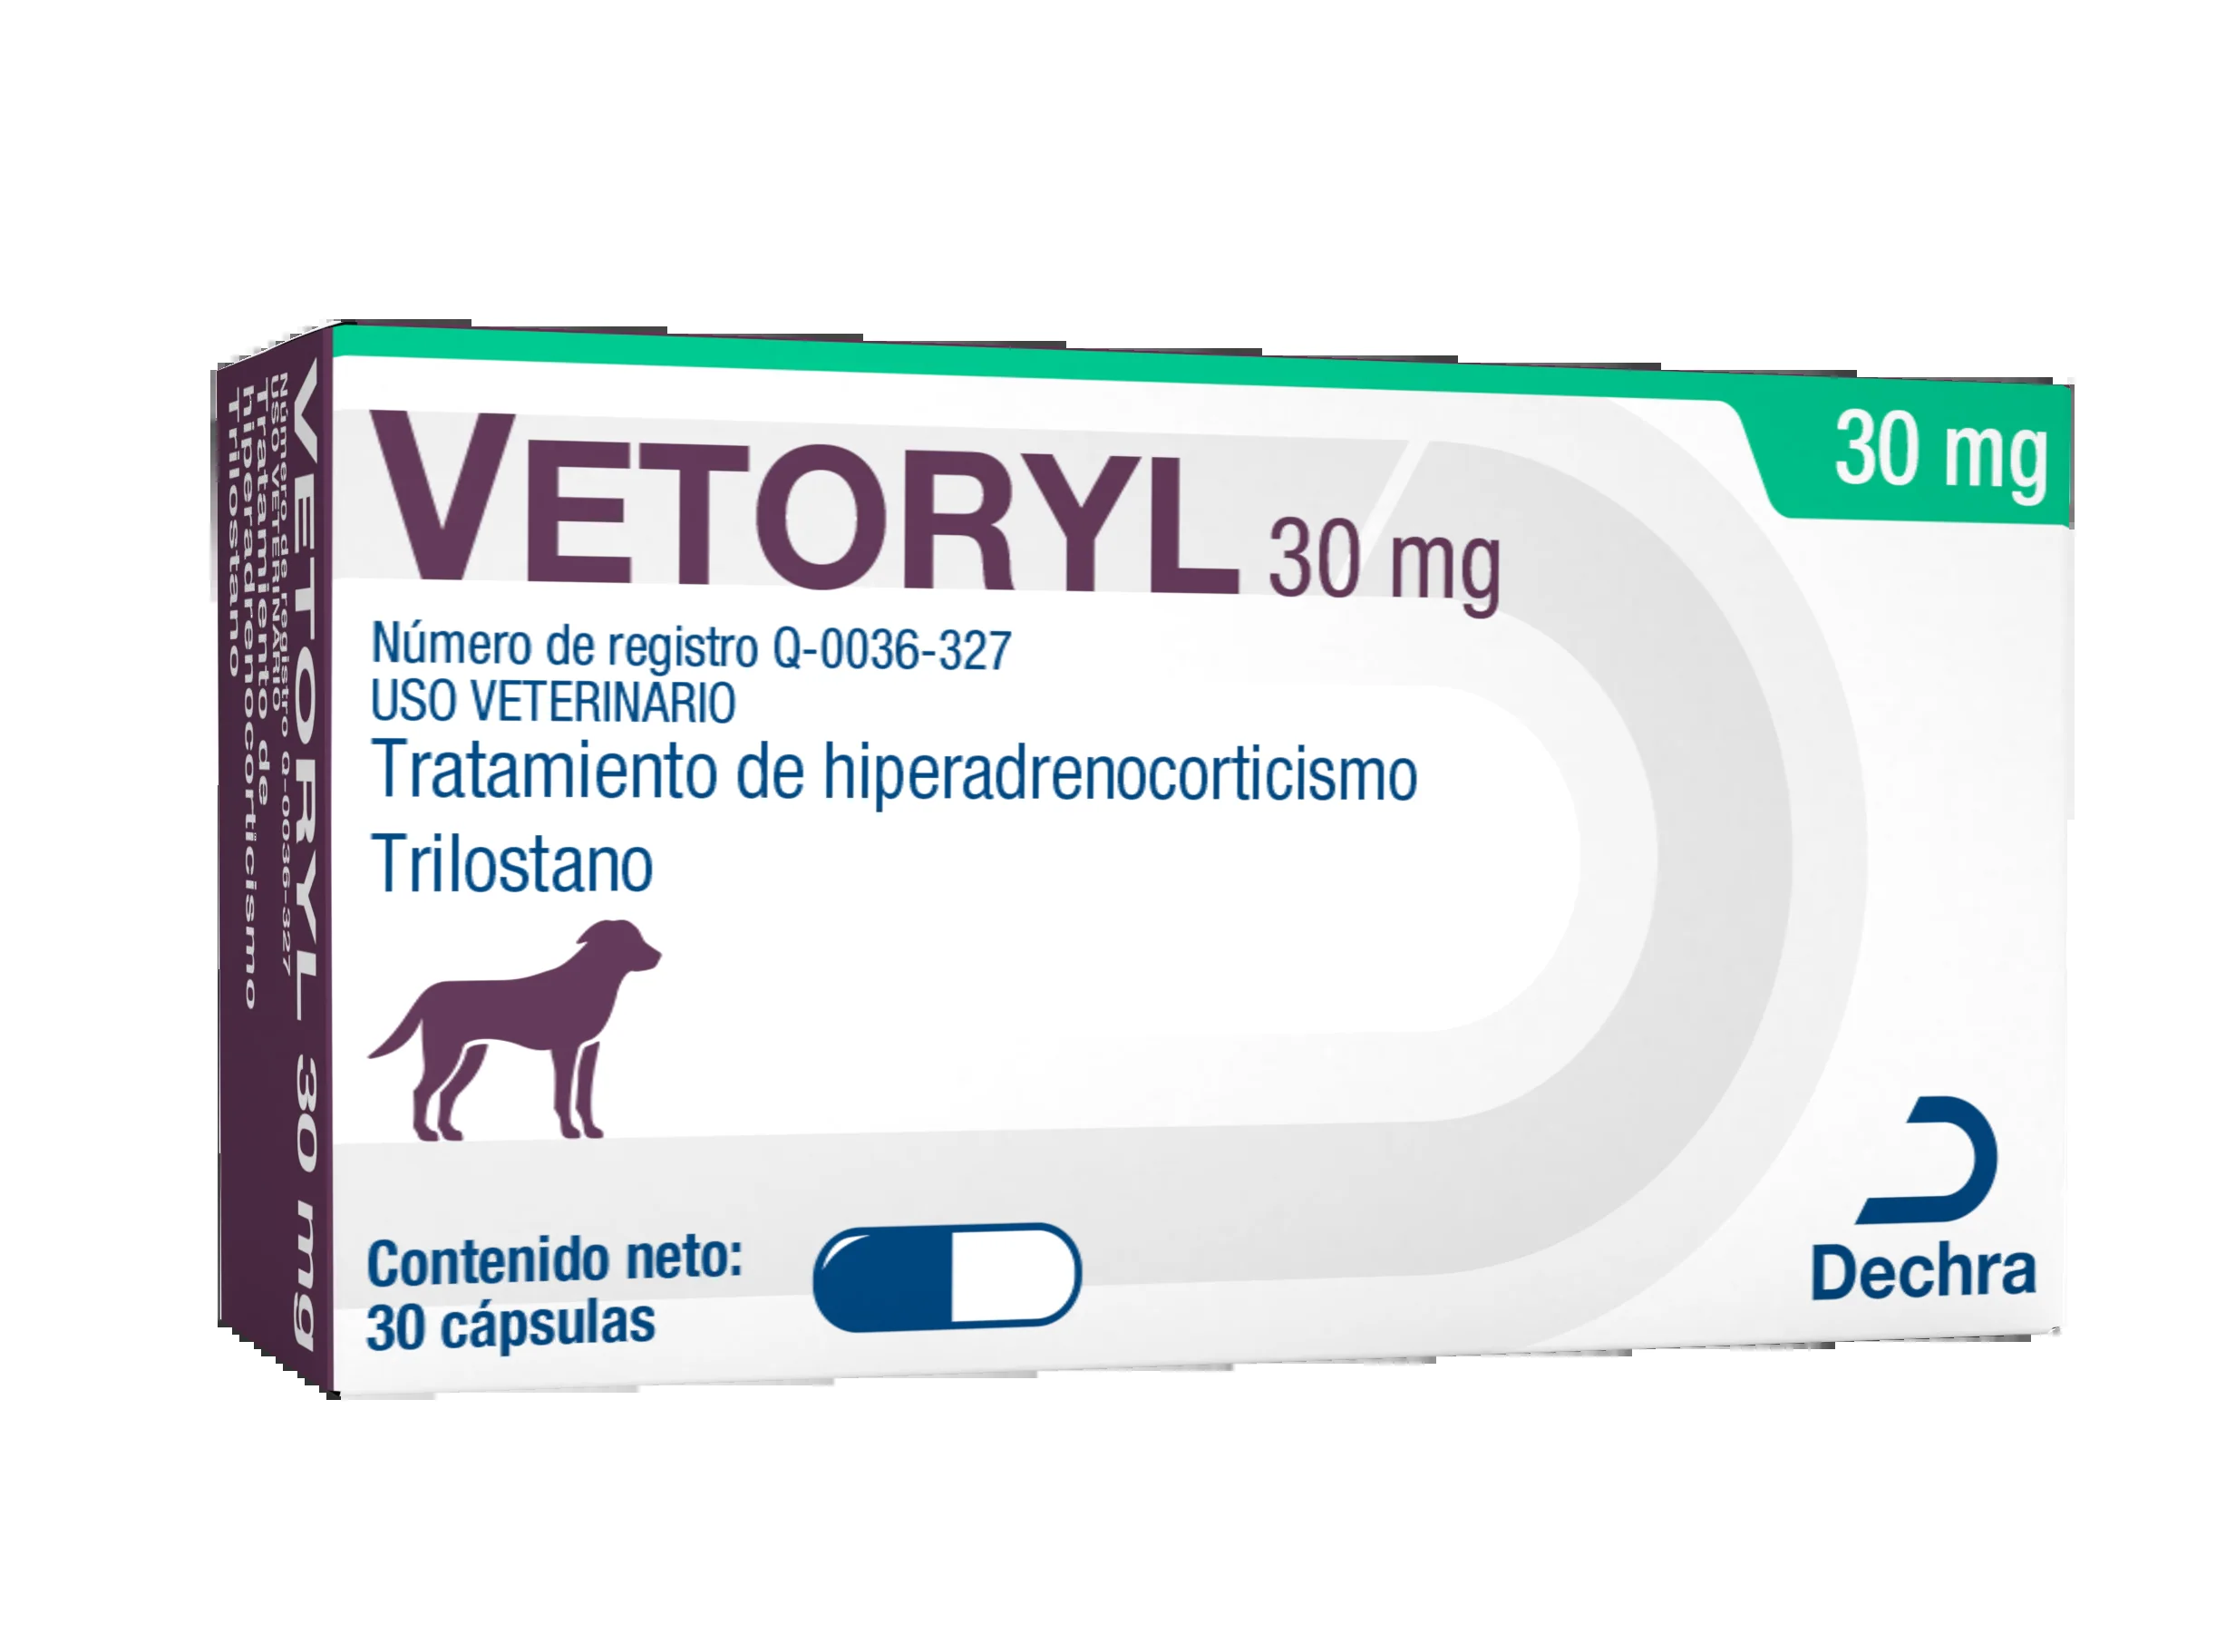 VETORYL 30 mg
30 mg
Número de registro Q-0036-327
USO VETERINARIO
Tratamiento de hiperadrenocorticismo
Trilostano
Contenido neto:
30 cápsulas
Dechra
VETORYL 30 mg
Número de registro Q-0036-327
USO VETERINARIO
Tratamiento de
hiperadrenocorticismo
Trilostano